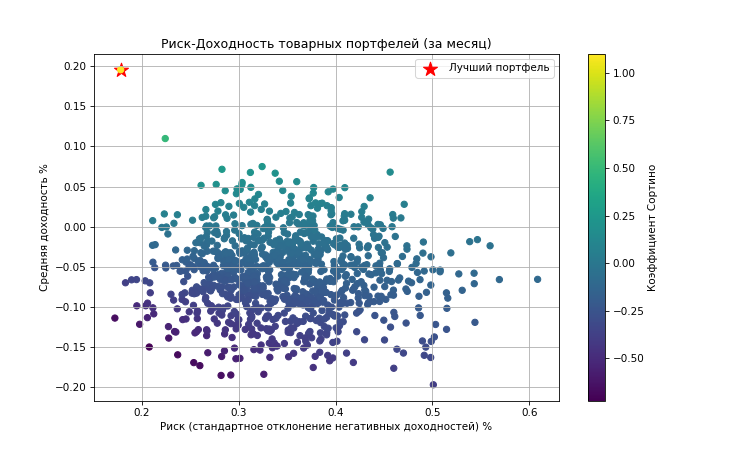 Риск-Доходность товарных портфелей (за месяц)
Лучший портфель
Средняя доходность %
0.20
0.15
0.10
0.05
0.00
−0.05
−0.10
−0.15
−0.20
0.2 0.3 0.4 0.5 0.6
Риск (стандартное отклонение негативных доходностей) %
1.00
0.75
0.50
0.25
0.00
−0.25
−0.50
Коэффициент Сортино